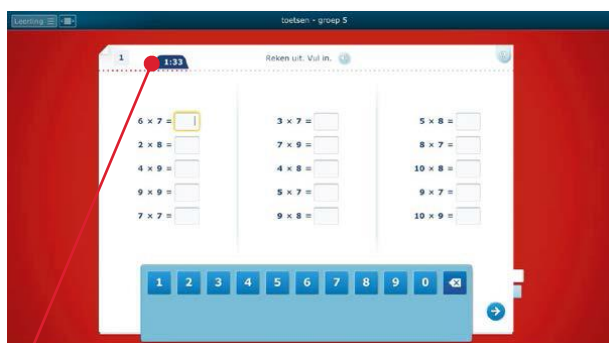 Leerling
toetsen - groep 5
1
1:33
Reken uit. Vul in.
6 × 7 = 3 × 7 = 5 × 8 =
2 × 8 = 7 × 9 = 8 × 7 =
4 × 9 = 4 × 8 = 10 × 8 =
9 × 9 = 5 × 7 = 9 × 7 =
7 × 7 = 9 × 8 = 10 × 9 =
1 2 3 4 5 6 7 8 9 0